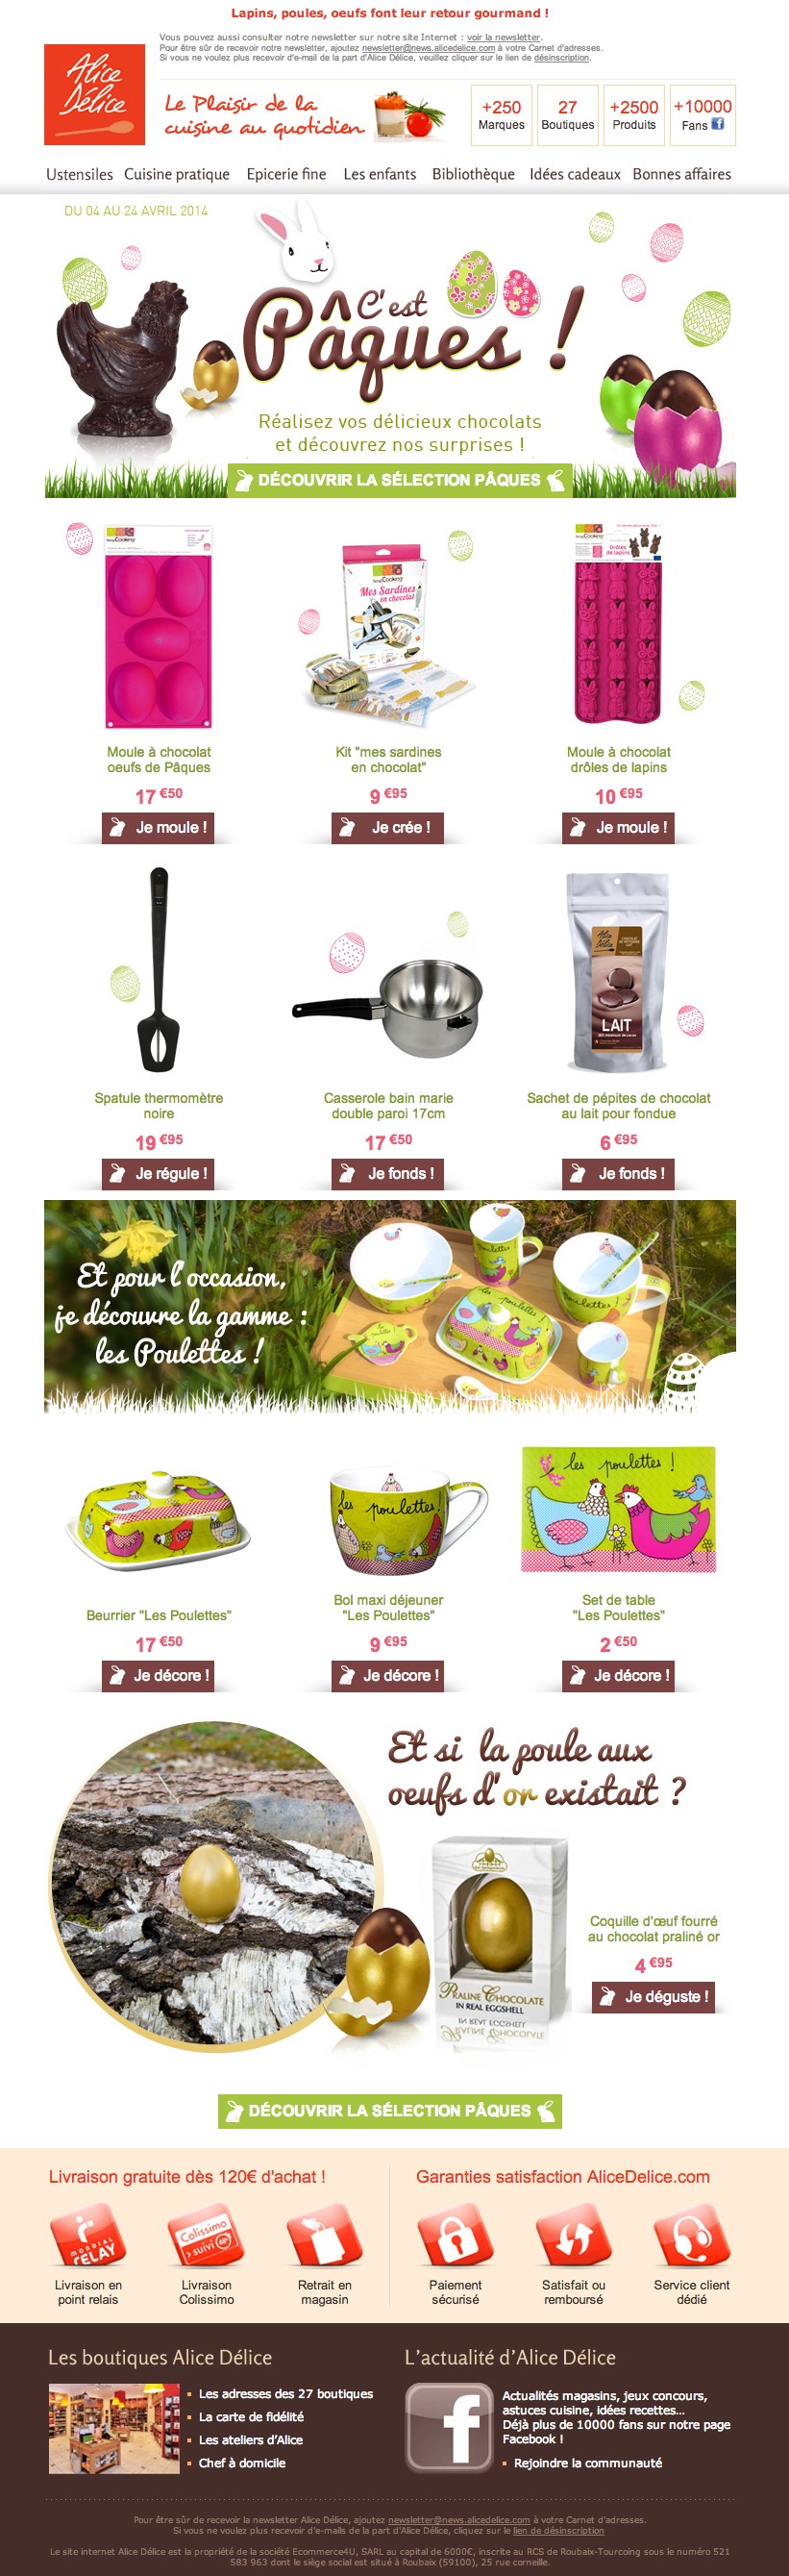 Lapins, poules, oeufs font leur retour gourmand !
Vous pouvez aussi consulter notre newsletter sur notre site Internet : voir la newsletter.
Pour être sûr de recevoir notre newsletter, ajoutez newsletter@news.alicedelice.com à votre Carnet d'adresses.
Si vous ne voulez plus recevoir d'e-mail de la part d'Alice Délice, veuillez cliquer sur le lien de désinscription.
Alice
Délice
Le Plaisir de la
cuisine au quotidien
+250
Marques
27
Boutiques
+2500
Produits
+10000
Fans
Ustensiles Cuisine pratique Epicerie fine Les enfants Bibliothèque Idées cadeaux Bonnes affaires
DU 04 AU 24 AVRIL 2014
C'est
Pâques !
Réalisez vos délicieux chocolats
et découvrez nos surprises !
DÉCOUVRIR LA SÉLECTION PÂQUES
Mes Sardines
en chocolat
Drôles
de lapins
Moule à chocolat
oeufs de Pâques
17 €50
Je moule !
Kit "mes sardines
en chocolat"
9 €95
Je crée !
Moule à chocolat
drôles de lapins
10 €95
Je moule !
Alice
Délice
LAIT
Spatule thermomètre
noire
19 €95
Je régule !
Casserole bain marie
double paroi 17cm
17 €50
Je fonds !
Sachet de pépites de chocolat
au lait pour fondue
6 €95
Je fonds !
Et pour l'occasion,
je découvre la gamme :
les Poulettes !
les poulettes !
les poulettes !
Beurrier "Les Poulettes"
17 €50
Je décore !
Bol maxi déjeuner
"Les Poulettes"
9 €95
Je décore !
Set de table
"Les Poulettes"
2 €50
Je décore !
Et si la poule aux
oeufs d'or existait ?
PRALINE CHOCOLATE
IN REAL EGGSHELL
Coquille d'œuf fourré
au chocolat praliné or
4 €95
Je déguste !
DÉCOUVRIR LA SÉLECTION PÂQUES
Livraison gratuite dès 120€ d'achat !
MONDIAL
RELAY
Livraison en
point relais
Colissimo
suivi
Livraison
Colissimo
Retrait en
magasin
Garanties satisfaction AliceDelice.com
Paiement
sécurisé
Satisfait ou
remboursé
Service client
dédié
Les boutiques Alice Délice
Les adresses des 27 boutiques
La carte de fidélité
Les ateliers d'Alice
Chef à domicile
L'actualité d'Alice Délice
Actualités magasins, jeux concours,
astuces cuisine, idées recettes...
Déjà plus de 10000 fans sur notre page
Facebook !
Rejoindre la communauté
Pour être sûr de recevoir la newsletter Alice Délice, ajoutez newsletter@news.alicedelice.com à votre Carnet d'adresses.
Si vous ne voulez plus recevoir d'e-mails de la part d'Alice Délice, cliquez sur le lien de désinscription
Le site internet Alice Délice est la propriété de la société Ecommerce4U, SARL au capital de 6000€, inscrite au RCS de Roubaix-Tourcoing sous le numéro 521
583 963 dont le siège social est situé à Roubaix (59100), 25 rue corneille.